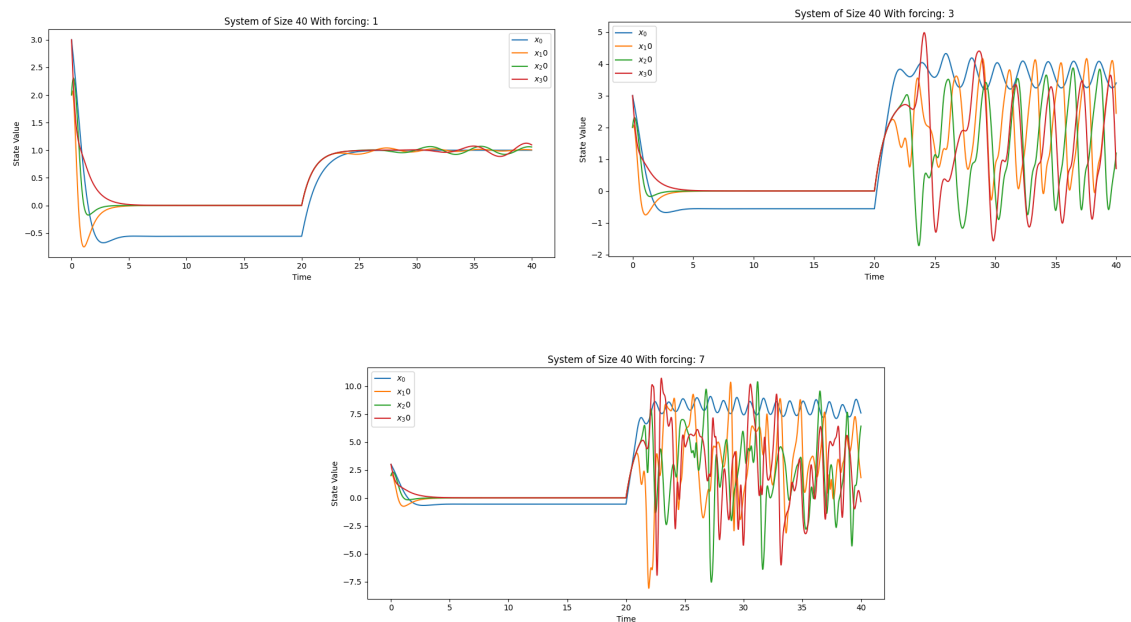 System of Size 40 With forcing: 1
3.0
2.5
2.0
1.5
1.0
0.5
0.0
−0.5
State Value
x₀
x₁0
x₂0
x₃0
0 5 10 15 20 25 30 35 40
Time
System of Size 40 With forcing: 3
5
4
3
2
1
0
−1
−2
State Value
x₀
x₁0
x₂0
x₃0
0 5 10 15 20 25 30 35 40
Time
System of Size 40 With forcing: 7
10.0
7.5
5.0
2.5
0.0
−2.5
−5.0
−7.5
State Value
x₀
x₁0
x₂0
x₃0
0 5 10 15 20 25 30 35 40
Time